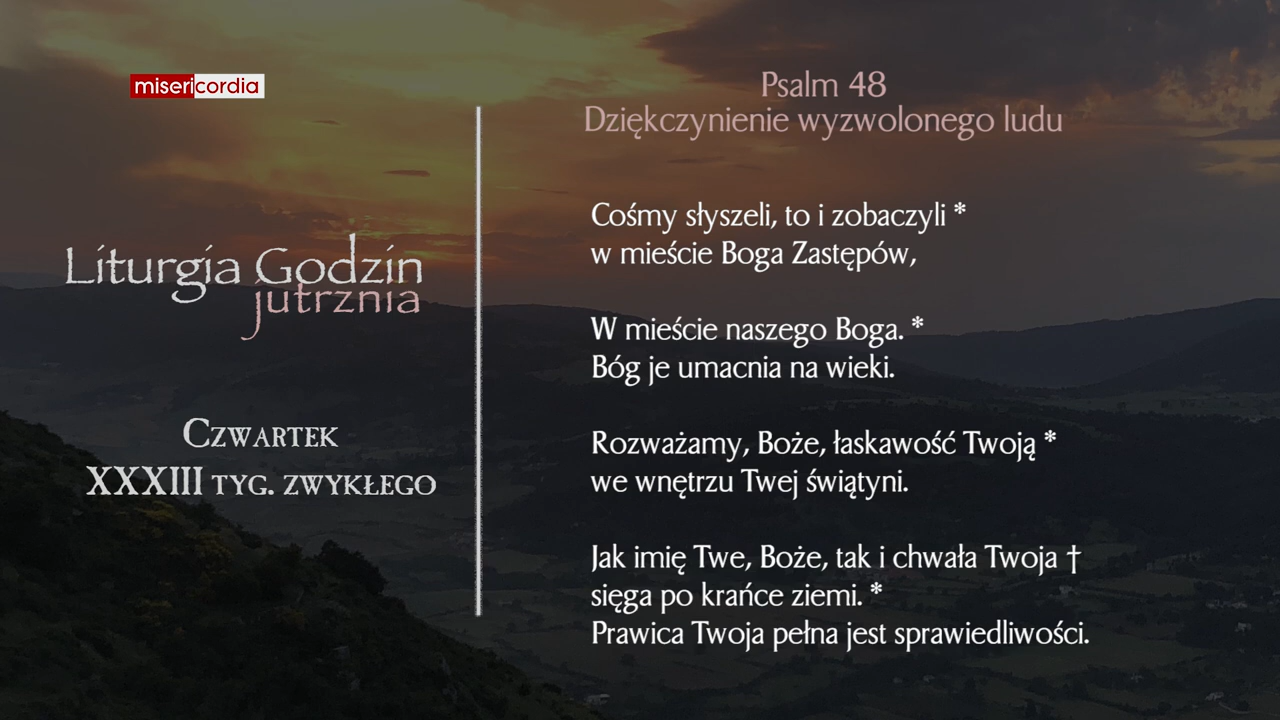 misericordia
Liturgia Godzin
jutrznia
Czwartek
XXXIII tyg. zwykłego
Psalm 48
Dziękczynienie wyzwolonego ludu
Cośmy słyszeli, to i zobaczyli *
w mieście Boga Zastępów,
W mieście naszego Boga. *
Bóg je umacnia na wieki.
Rozważamy, Boże, łaskawość Twoją *
we wnętrzu Twej świątyni.
Jak imię Twe, Boże, tak i chwała Twoja †
sięga po krańce ziemi. *
Prawica Twoja pełna jest sprawiedliwości.